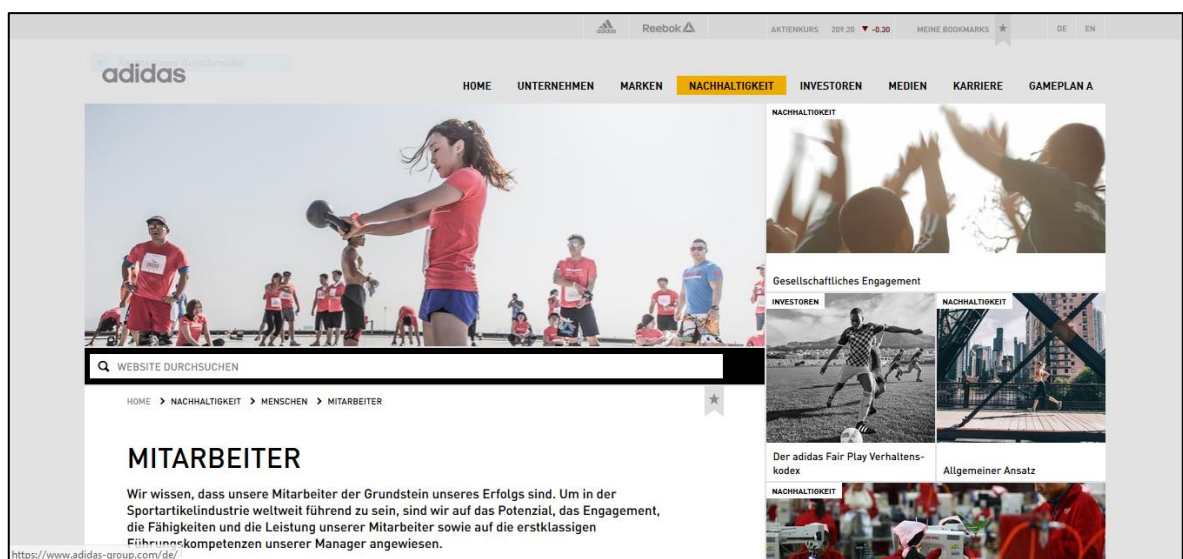 adidas
Reebok
AKTIENKURS 209.20 ▼ -0.30
MEINE BOOKMARKS
DE EN
adidas
HOME UNTERNEHMEN MARKEN NACHHALTIGKEIT INVESTOREN MEDIEN KARRIERE GAMEPLAN A
WEBSITE DURCHSUCHEN
HOME > NACHHALTIGKEIT > MENSCHEN > MITARBEITER
MITARBEITER
Wir wissen, dass unsere Mitarbeiter der Grundstein unseres Erfolgs sind. Um in der
Sportartikelindustrie weltweit führend zu sein, sind wir auf das Potenzial, das Engagement,
die Fähigkeiten und die Leistung unserer Mitarbeiter sowie auf die erstklassigen
Führungskompetenzen unserer Manager angewiesen.
NACHHALTIGKEIT
Gesellschaftliches Engagement
INVESTOREN
Der adidas Fair Play Verhaltens-
kodex
NACHHALTIGKEIT
Allgemeiner Ansatz
NACHHALTIGKEIT
https://www.adidas-group.com/de/